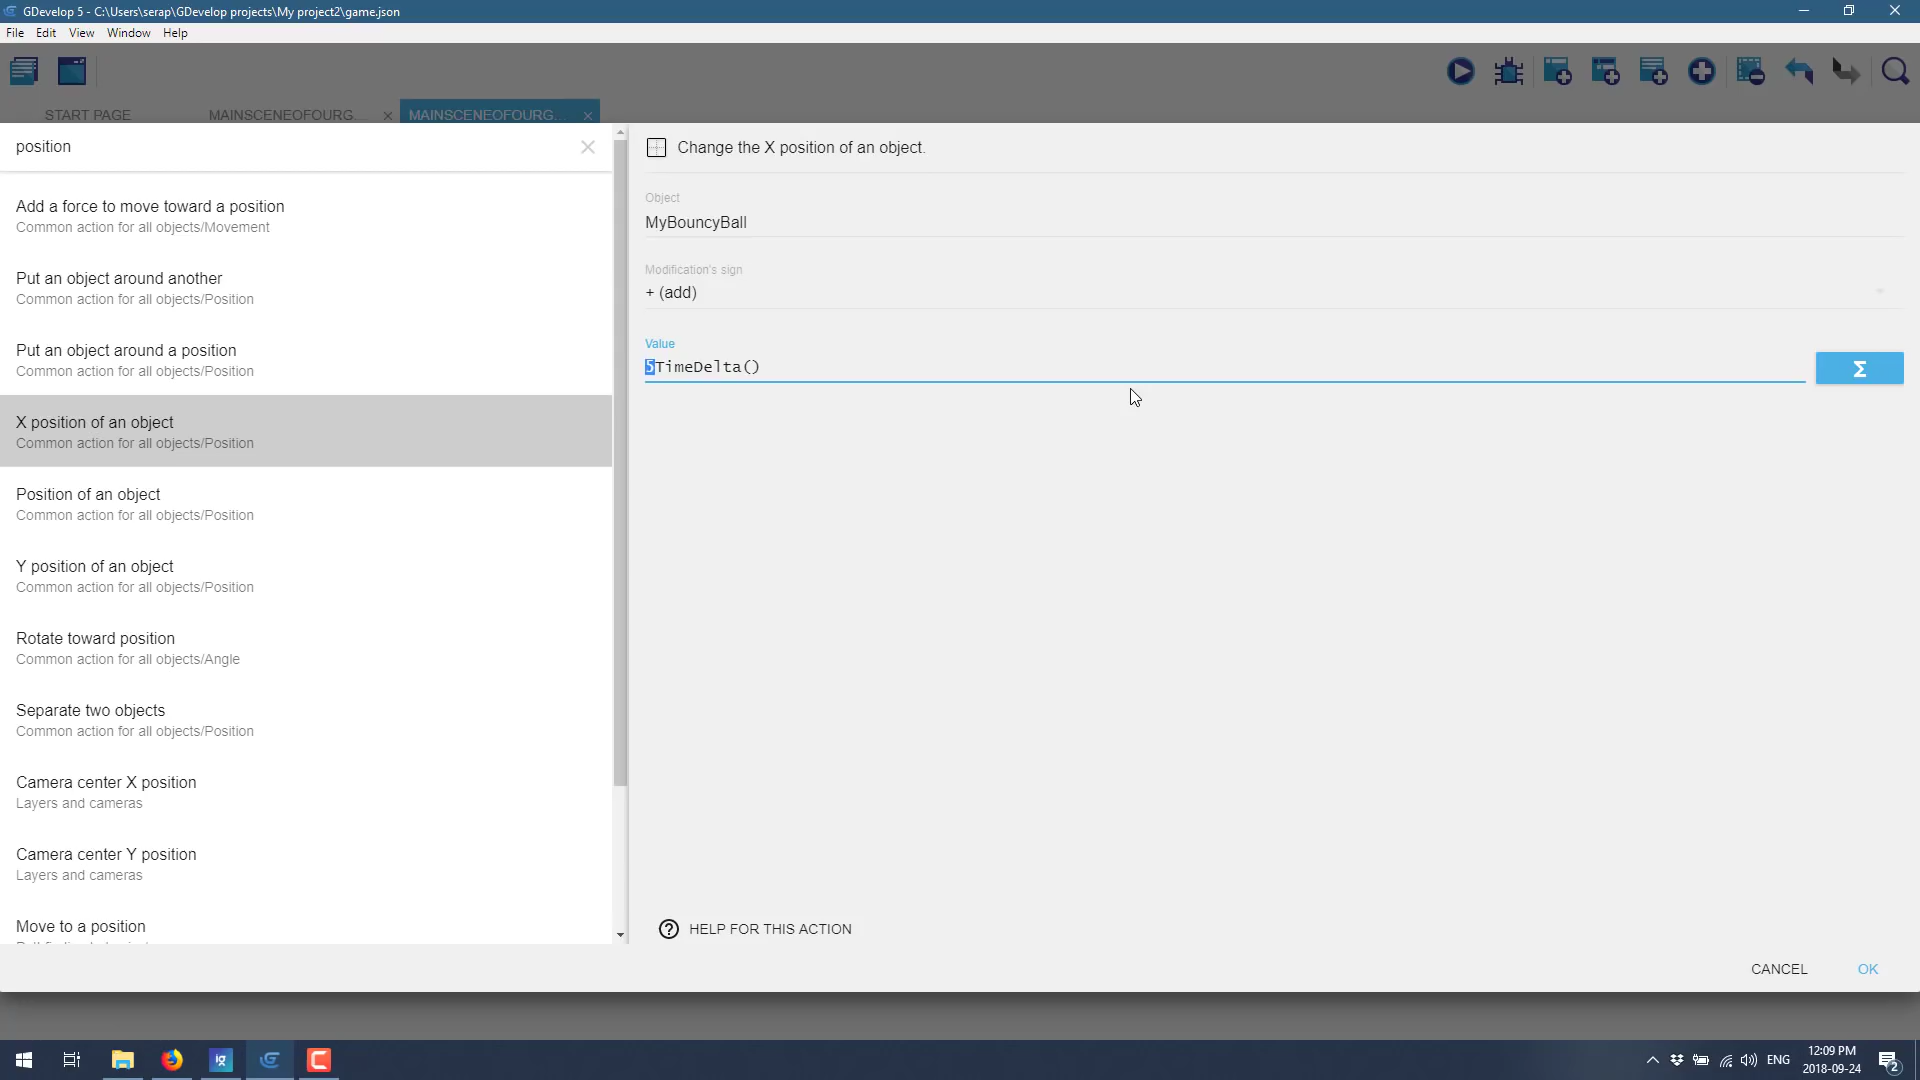 GDevelop 5 - C:\Users\serap\GDevelop projects\My project2\game.json
File Edit View Window Help
START PAGE MAINSCENEOFOURG... MAINSCENEOFOURG...
position
Add a force to move toward a position
Common action for all objects/Movement
Put an object around another
Common action for all objects/Position
Put an object around a position
Common action for all objects/Position
X position of an object
Common action for all objects/Position
Position of an object
Common action for all objects/Position
Y position of an object
Common action for all objects/Position
Rotate toward position
Common action for all objects/Angle
Separate two objects
Common action for all objects/Position
Camera center X position
Layers and cameras
Camera center Y position
Layers and cameras
Move to a position
Change the X position of an object.
Object
MyBouncyBall
Modification's sign
+ (add)
Value
5TimeDelta()
Σ
HELP FOR THIS ACTION
CANCEL OK
ENG
12:09 PM
2018-09-24
2